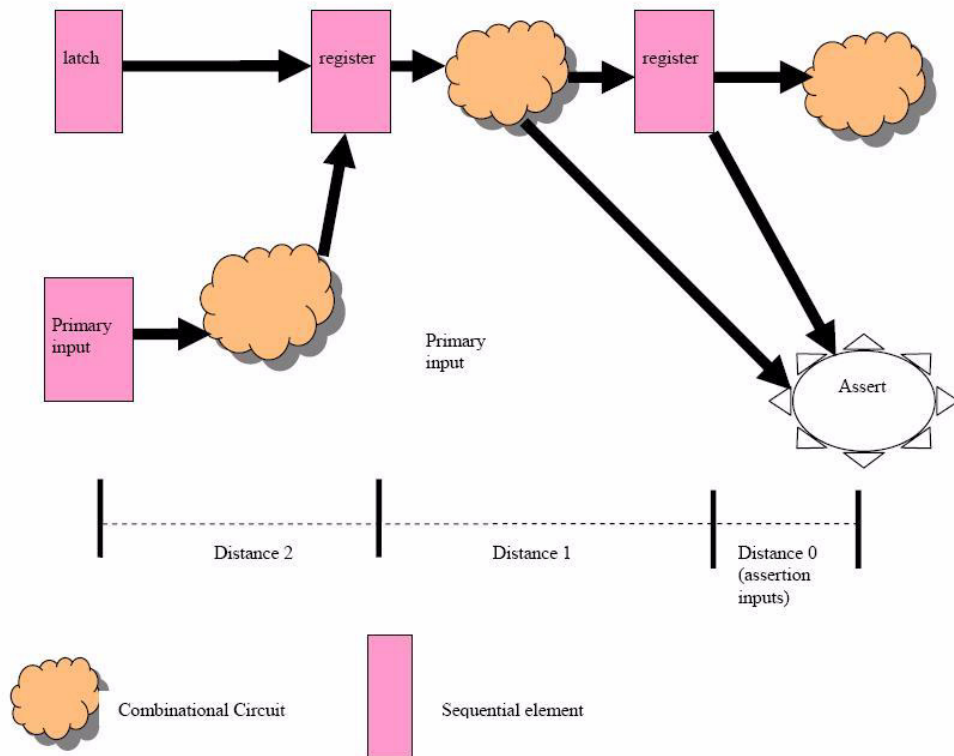 latch
register
register
Primary
input
Primary
input
Assert
Distance 2
Distance 1
Distance 0
(assertion
inputs)
Combinational Circuit
Sequential element